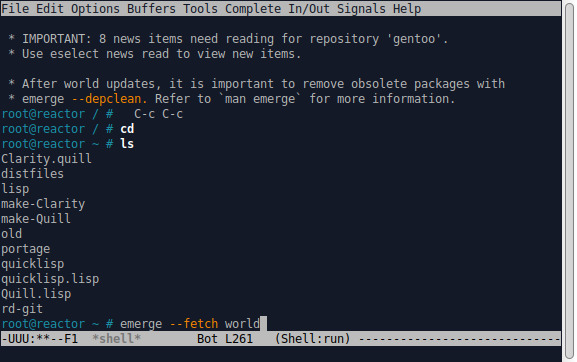 File Edit Options Buffers Tools Complete In/Out Signals Help
* IMPORTANT: 8 news items need reading for repository 'gentoo'.
* Use eselect news read to view new items.
* After world updates, it is important to remove obsolete packages with
* emerge --depclean. Refer to `man emerge` for more information.
root@reactor / #   C-c C-c
root@reactor / # cd
root@reactor ~ # ls
Clarity.quill
distfiles
lisp
make-Clarity
make-Quill
old
portage
quicklisp
quicklisp.lisp
Quill.lisp
rd-git
root@reactor ~ # emerge --fetch world
-UUU:**--F1  *shell*        Bot L261   (Shell:run) -----------------------------